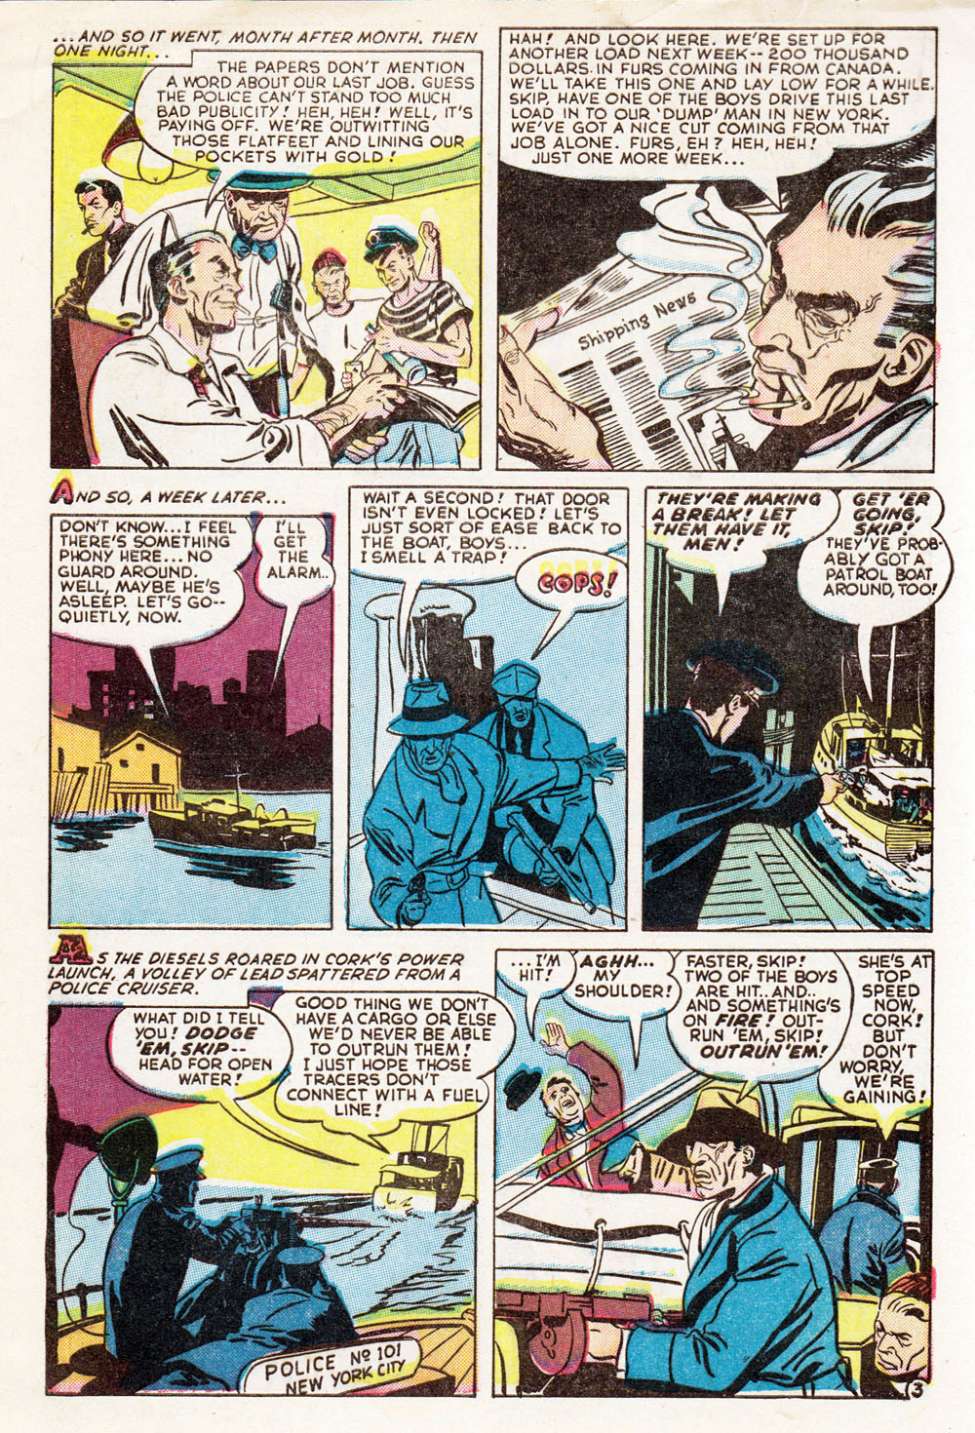 ...AND SO IT WENT, MONTH AFTER MONTH. THEN
ONE NIGHT...
THE PAPERS DON'T MENTION
A WORD ABOUT OUR LAST JOB. GUESS
THE POLICE CAN'T STAND TOO MUCH
BAD PUBLICITY! HEH, HEH! WELL, IT'S
PAYING OFF. WE'RE OUTWITTING
THOSE FLATFEET AND LINING OUR
POCKETS WITH GOLD!
HAH! AND LOOK HERE. WE'RE SET UP FOR
ANOTHER LOAD NEXT WEEK-- 200 THOUSAND
DOLLARS IN FURS COMING IN FROM CANADA.
WE'LL TAKE THIS ONE AND LAY LOW FOR A WHILE.
SKIP, HAVE ONE OF THE BOYS DRIVE THIS LAST
LOAD IN TO OUR 'DUMP' MAN IN NEW YORK.
WE'VE GOT A NICE CUT COMING FROM THAT
JOB ALONE. FURS, EH? HEH, HEH!
JUST ONE MORE WEEK...
Shipping News
AND SO, A WEEK LATER...
DON'T KNOW...I FEEL
THERE'S SOMETHING
PHONY HERE... NO
GUARD AROUND.
WELL, MAYBE HE'S
ASLEEP. LET'S GO--
QUIETLY, NOW.
I'LL
GET
THE
ALARM..
WAIT A SECOND! THAT DOOR
ISN'T EVEN LOCKED! LET'S
JUST SORT OF EASE BACK TO
THE BOAT, BOYS...
I SMELL A TRAP!
COPS!
THEY'RE MAKING
A BREAK! LET
THEM HAVE IT,
MEN!
GET 'ER
GOING,
SKIP!
THEY'VE PROB-
ABLY GOT A
PATROL BOAT
AROUND, TOO!
AS THE DIESELS ROARED IN CORK'S POWER
LAUNCH, A VOLLEY OF LEAD SPATTERED FROM A
POLICE CRUISER.
WHAT DID I TELL
YOU! DODGE
'EM, SKIP--
HEAD FOR OPEN
WATER!
GOOD THING WE DON'T
HAVE A CARGO OR ELSE
WE'D NEVER BE ABLE
TO OUTRUN THEM!
I JUST HOPE THOSE
TRACERS DON'T
CONNECT WITH A FUEL
LINE!
POLICE No 101
NEW YORK CITY
...I'M
HIT!
AGHH...
MY
SHOULDER!
FASTER, SKIP!
TWO OF THE BOYS
ARE HIT..AND..
AND SOMETHING'S
ON FIRE! OUT-
RUN 'EM, SKIP!
OUTRUN 'EM!
SHE'S AT
TOP
SPEED
NOW,
CORK!
BUT
DON'T
WORRY,
WE'RE
GAINING!
3